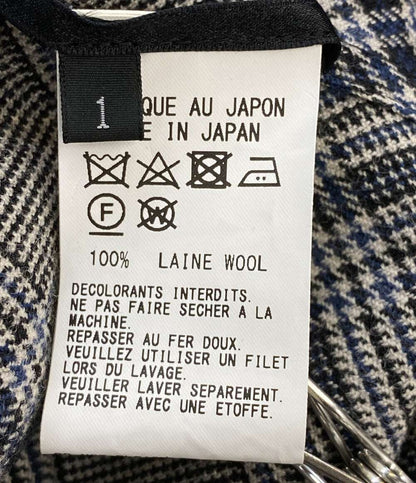 1
QUE AU JAPON
E IN JAPAN
F
W
100% LAINE WOOL
DECOLORANTS INTERDITS.
NE PAS FAIRE SECHER A LA
MACHINE.
REPASSER AU FER DOUX.
VEUILLEZ UTILISER UN FILET
LORS DU LAVAGE.
VEUILLER LAVER SEPAREMENT.
REPASSER AVEC UNE ETOFFE.